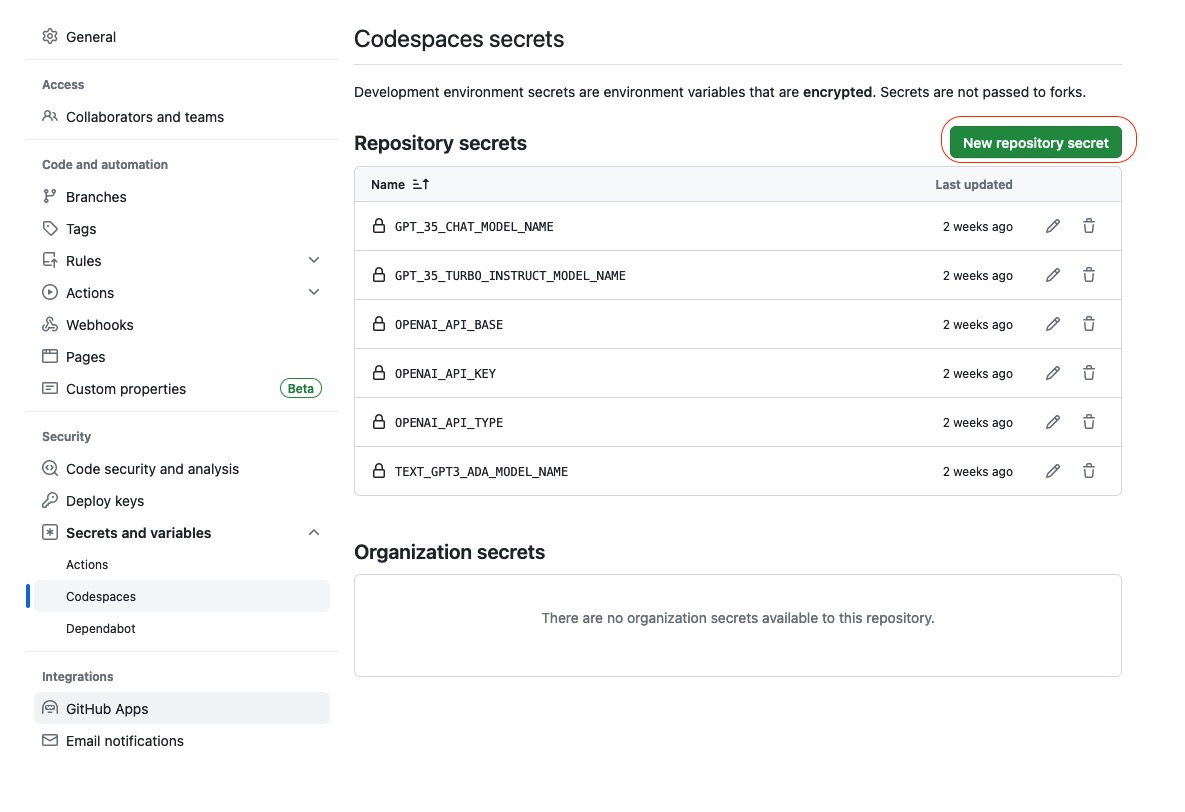 General
Access
Collaborators and teams
Code and automation
Branches
Tags
Rules
Actions
Webhooks
Pages
Custom properties Beta
Security
Code security and analysis
Deploy keys
Secrets and variables
Actions
Codespaces
Dependabot
Integrations
GitHub Apps
Email notifications
Codespaces secrets
Development environment secrets are environment variables that are encrypted. Secrets are not passed to forks.
Repository secrets New repository secret
Name Last updated
GPT_35_CHAT_MODEL_NAME 2 weeks ago
GPT_35_TURBO_INSTRUCT_MODEL_NAME 2 weeks ago
OPENAI_API_BASE 2 weeks ago
OPENAI_API_KEY 2 weeks ago
OPENAI_API_TYPE 2 weeks ago
TEXT_GPT3_ADA_MODEL_NAME 2 weeks ago
Organization secrets
There are no organization secrets available to this repository.